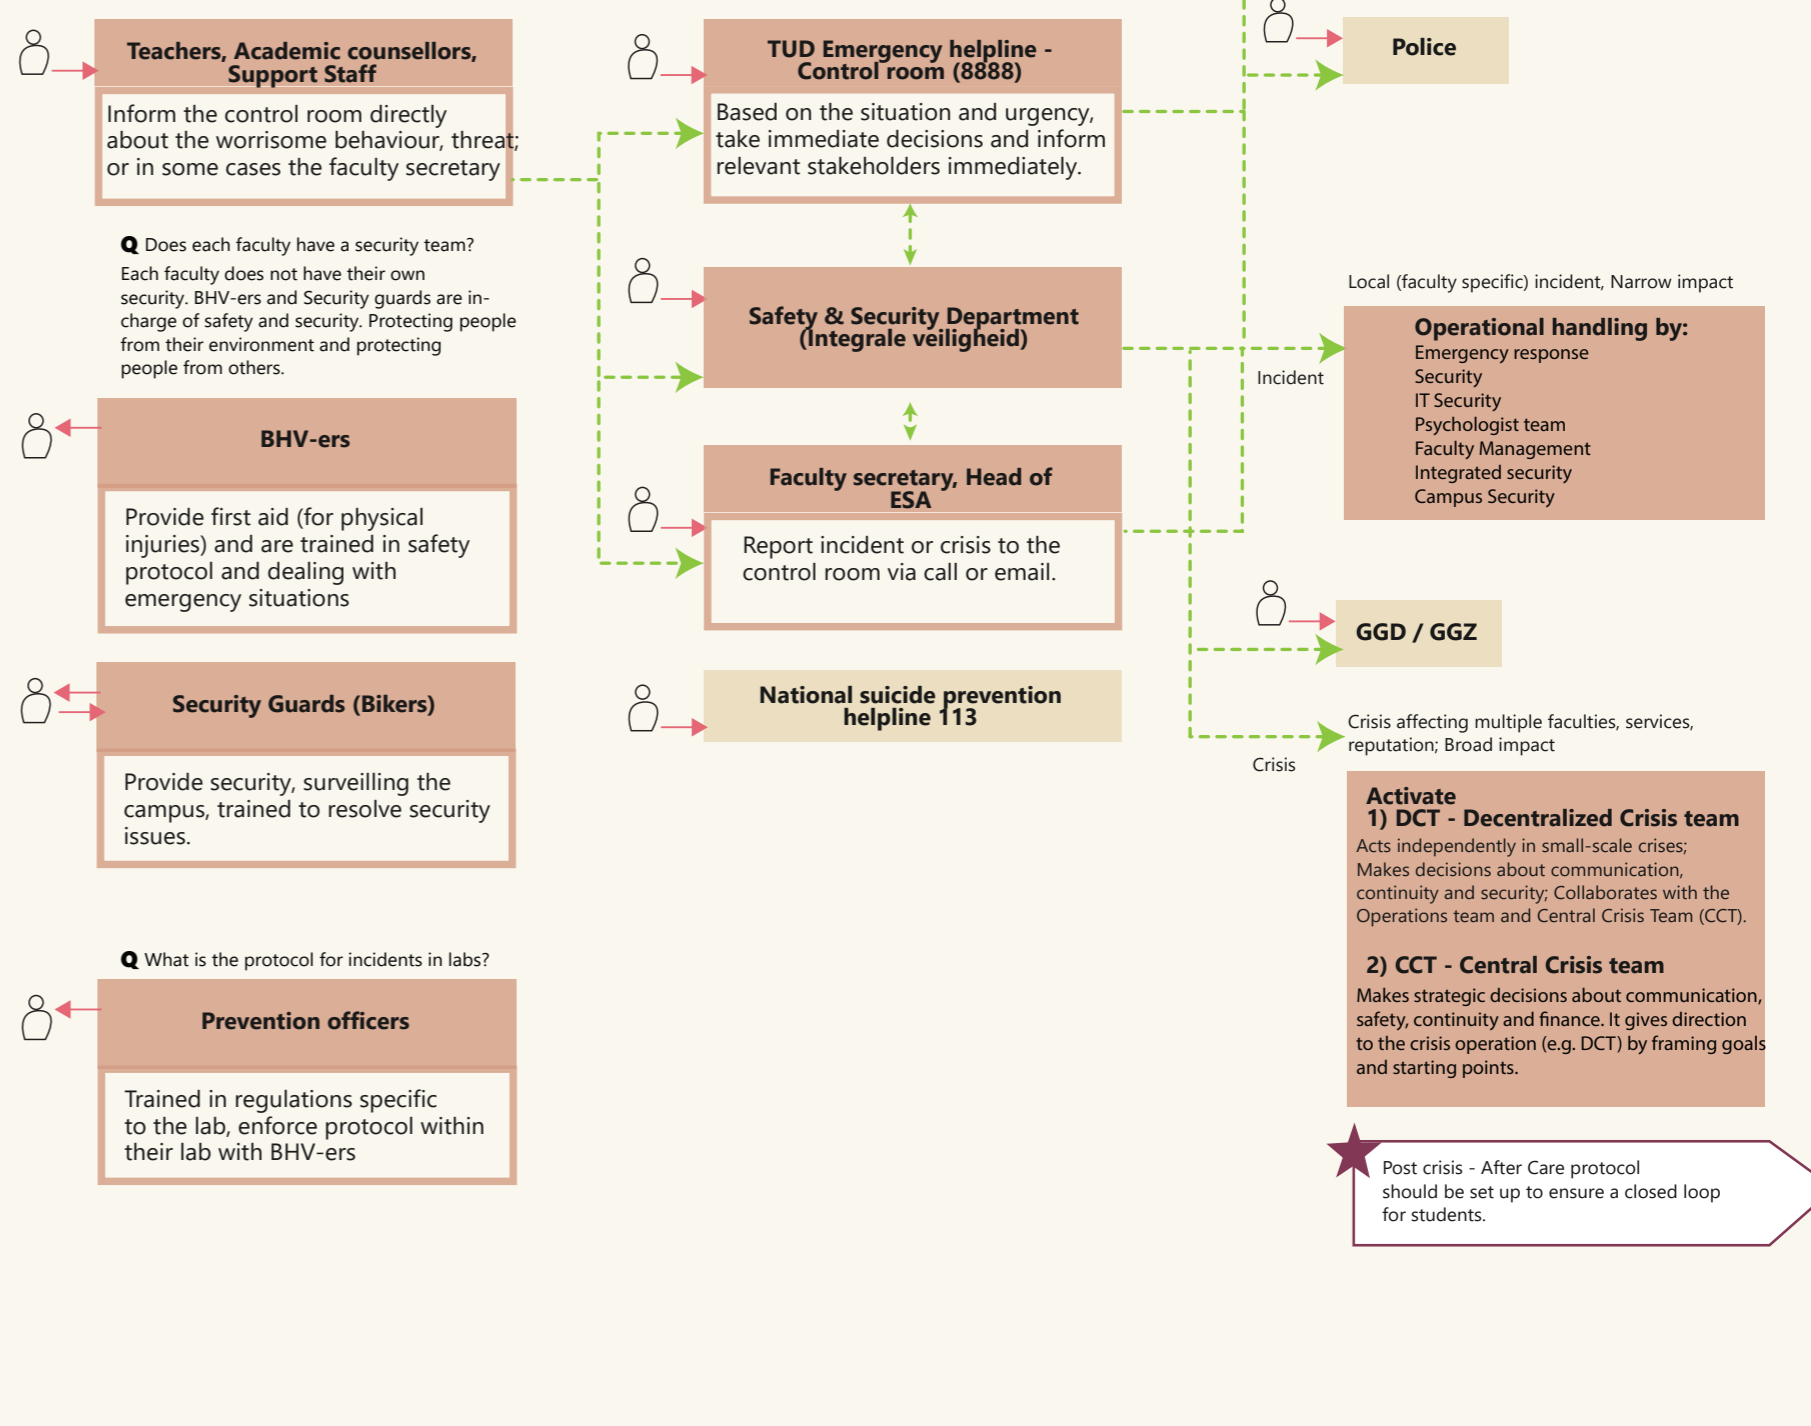 Teachers, Academic counsellors,
Support Staff
Inform the control room directly
about the worrisome behaviour, threat;
or in some cases the faculty secretary
Q Does each faculty have a security team?
Each faculty does not have their own
security. BHV-ers and Security guards are in-
charge of safety and security. Protecting people
from their environment and protecting
people from others.
BHV-ers
Provide first aid (for physical
injuries) and are trained in safety
protocol and dealing with
emergency situations
Security Guards (Bikers)
Provide security, surveilling the
campus, trained to resolve security
issues.
Q What is the protocol for incidents in labs?
Prevention officers
Trained in regulations specific
to the lab, enforce protocol within
their lab with BHV-ers
TUD Emergency helpline -
Control room (8888)
Based on the situation and urgency,
take immediate decisions and inform
relevant stakeholders immediately.
Safety & Security Department
(Integrale veiligheid)
Faculty secretary, Head of
ESA
Report incident or crisis to the
control room via call or email.
National suicide prevention
helpline 113
Police
Local (faculty specific) incident, Narrow impact
Incident
Operational handling by:
Emergency response
Security
IT Security
Psychologist team
Faculty Management
Integrated security
Campus Security
GGD / GGZ
Crisis affecting multiple faculties, services,
reputation; Broad impact
Crisis
Activate
1) DCT - Decentralized Crisis team
Acts independently in small-scale crises;
Makes decisions about communication,
continuity and security; Collaborates with the
Operations team and Central Crisis Team (CCT).
2) CCT - Central Crisis team
Makes strategic decisions about communication,
safety, continuity and finance. It gives direction
to the crisis operation (e.g. DCT) by framing goals
and starting points.
Post crisis - After Care protocol
should be set up to ensure a closed loop
for students.